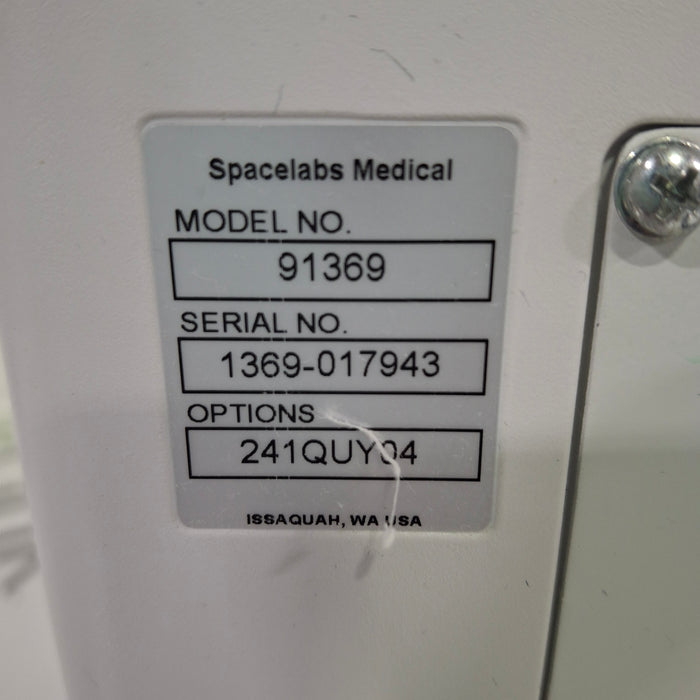 Spacelabs Medical
MODEL NO.
91369
SERIAL NO.
1369-017943
OPTIONS
241QUY04
ISSAQUAH, WA USA